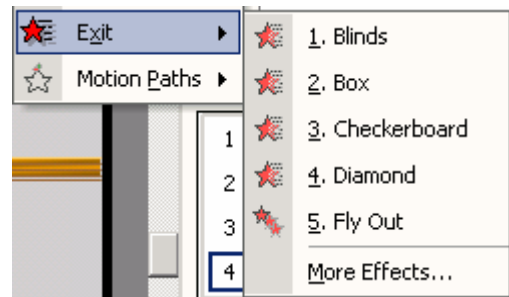 Exit
Motion Paths
1. Blinds
2. Box
3. Checkerboard
4. Diamond
5. Fly Out
More Effects...
1
2
3
4